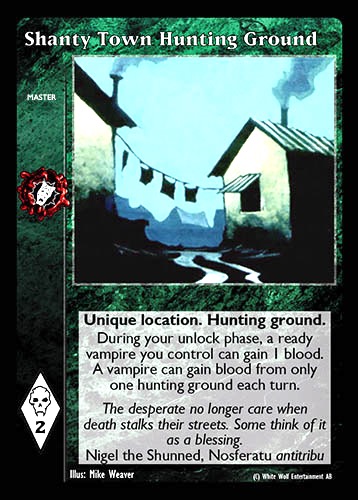 Shanty Town Hunting Ground
MASTER
Unique location. Hunting ground.
During your unlock phase, a ready
vampire you control can gain 1 blood.
A vampire can gain blood from only
one hunting ground each turn.
The desperate no longer care when
death stalks their streets. Some think of it
as a blessing.
Nigel the Shunned, Nosferatu antitribu
2
Illus: Mike Weaver
(C) White Wolf Entertainment AB